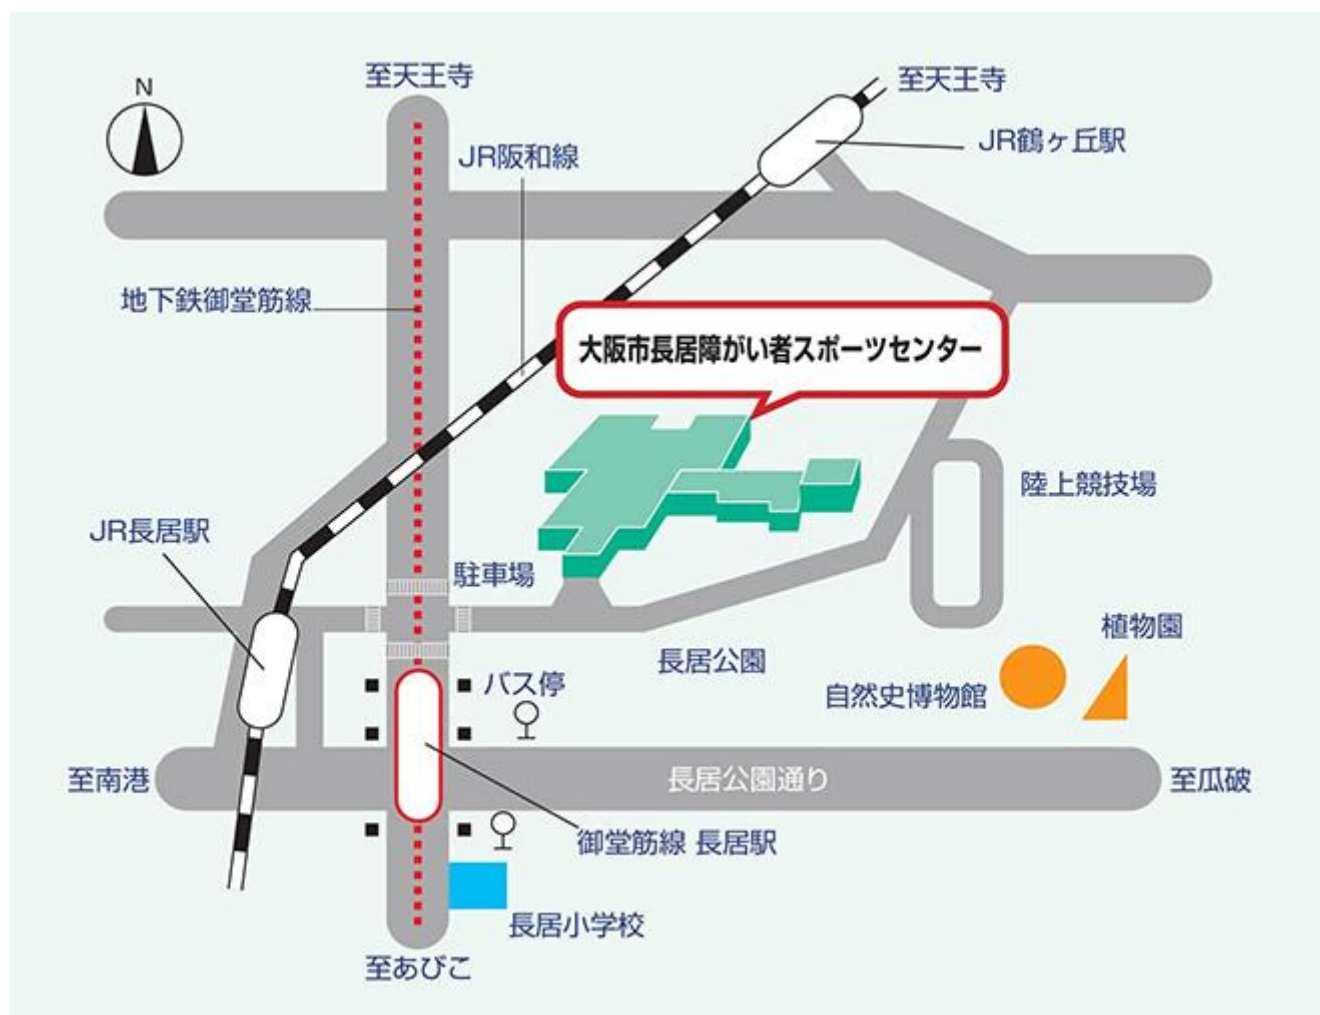 至天王寺
至天王寺
N
JR阪和線
JR鶴ヶ丘駅
地下鉄御堂筋線
大阪市長居障がい者スポーツセンター
陸上競技場
JR長居駅
駐車場
植物園
長居公園
自然史博物館
バス停
至南港
長居公園通り
至瓜破
御堂筋線 長居駅
長居小学校
至あびこ